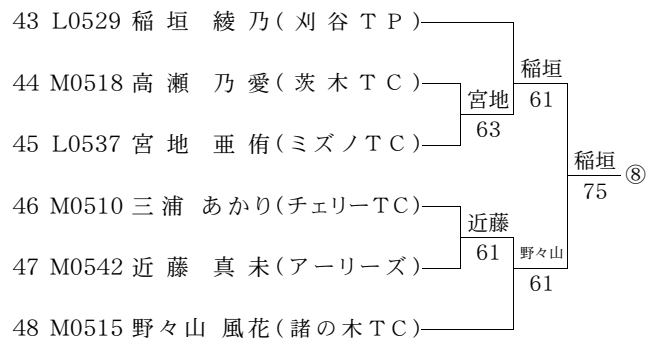 43 L0529 稲垣 綾乃(刈谷TP)
稲垣
61
44 M0518 高瀬 乃愛(茨木TC)
宮地
63
45 L0537 宮地 亜侑(ミズノTC)
稲垣
75
⑧
46 M0510 三浦 あかり(チェリーTC)
近藤
61
47 M0542 近藤 真未(アーリーズ)
野々山
61
48 M0515 野々山 風花(諸の木TC)